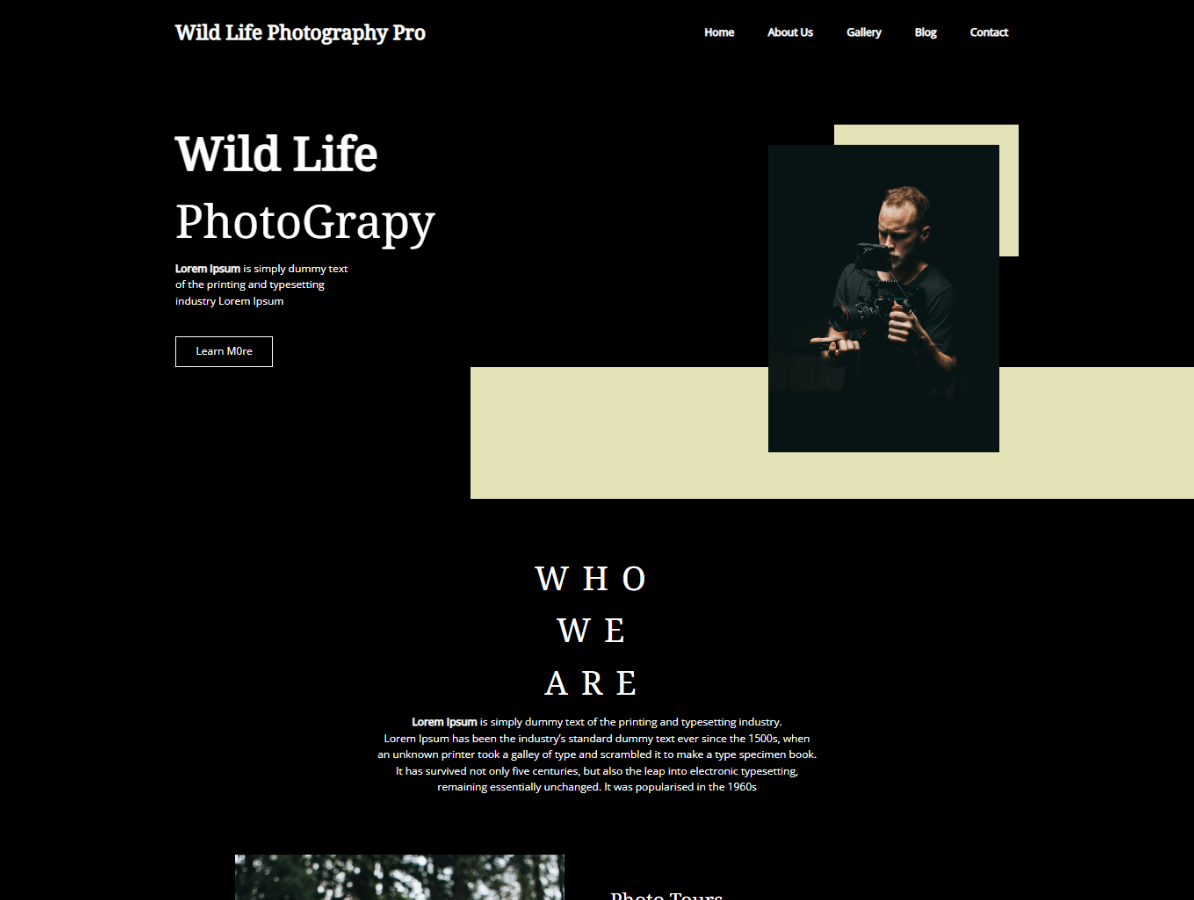 Wild Life Photography Pro
Home
About Us
Gallery
Blog
Contact
Wild Life
PhotoGrapy
Lorem Ipsum is simply dummy text
of the printing and typesetting
industry Lorem Ipsum
Learn M0re
WHO
WE
ARE
Lorem Ipsum is simply dummy text of the printing and typesetting industry.
Lorem Ipsum has been the industry's standard dummy text ever since the 1500s, when
an unknown printer took a galley of type and scrambled it to make a type specimen book.
It has survived not only five centuries, but also the leap into electronic typesetting,
remaining essentially unchanged. It was popularised in the 1960s
Photo Tours